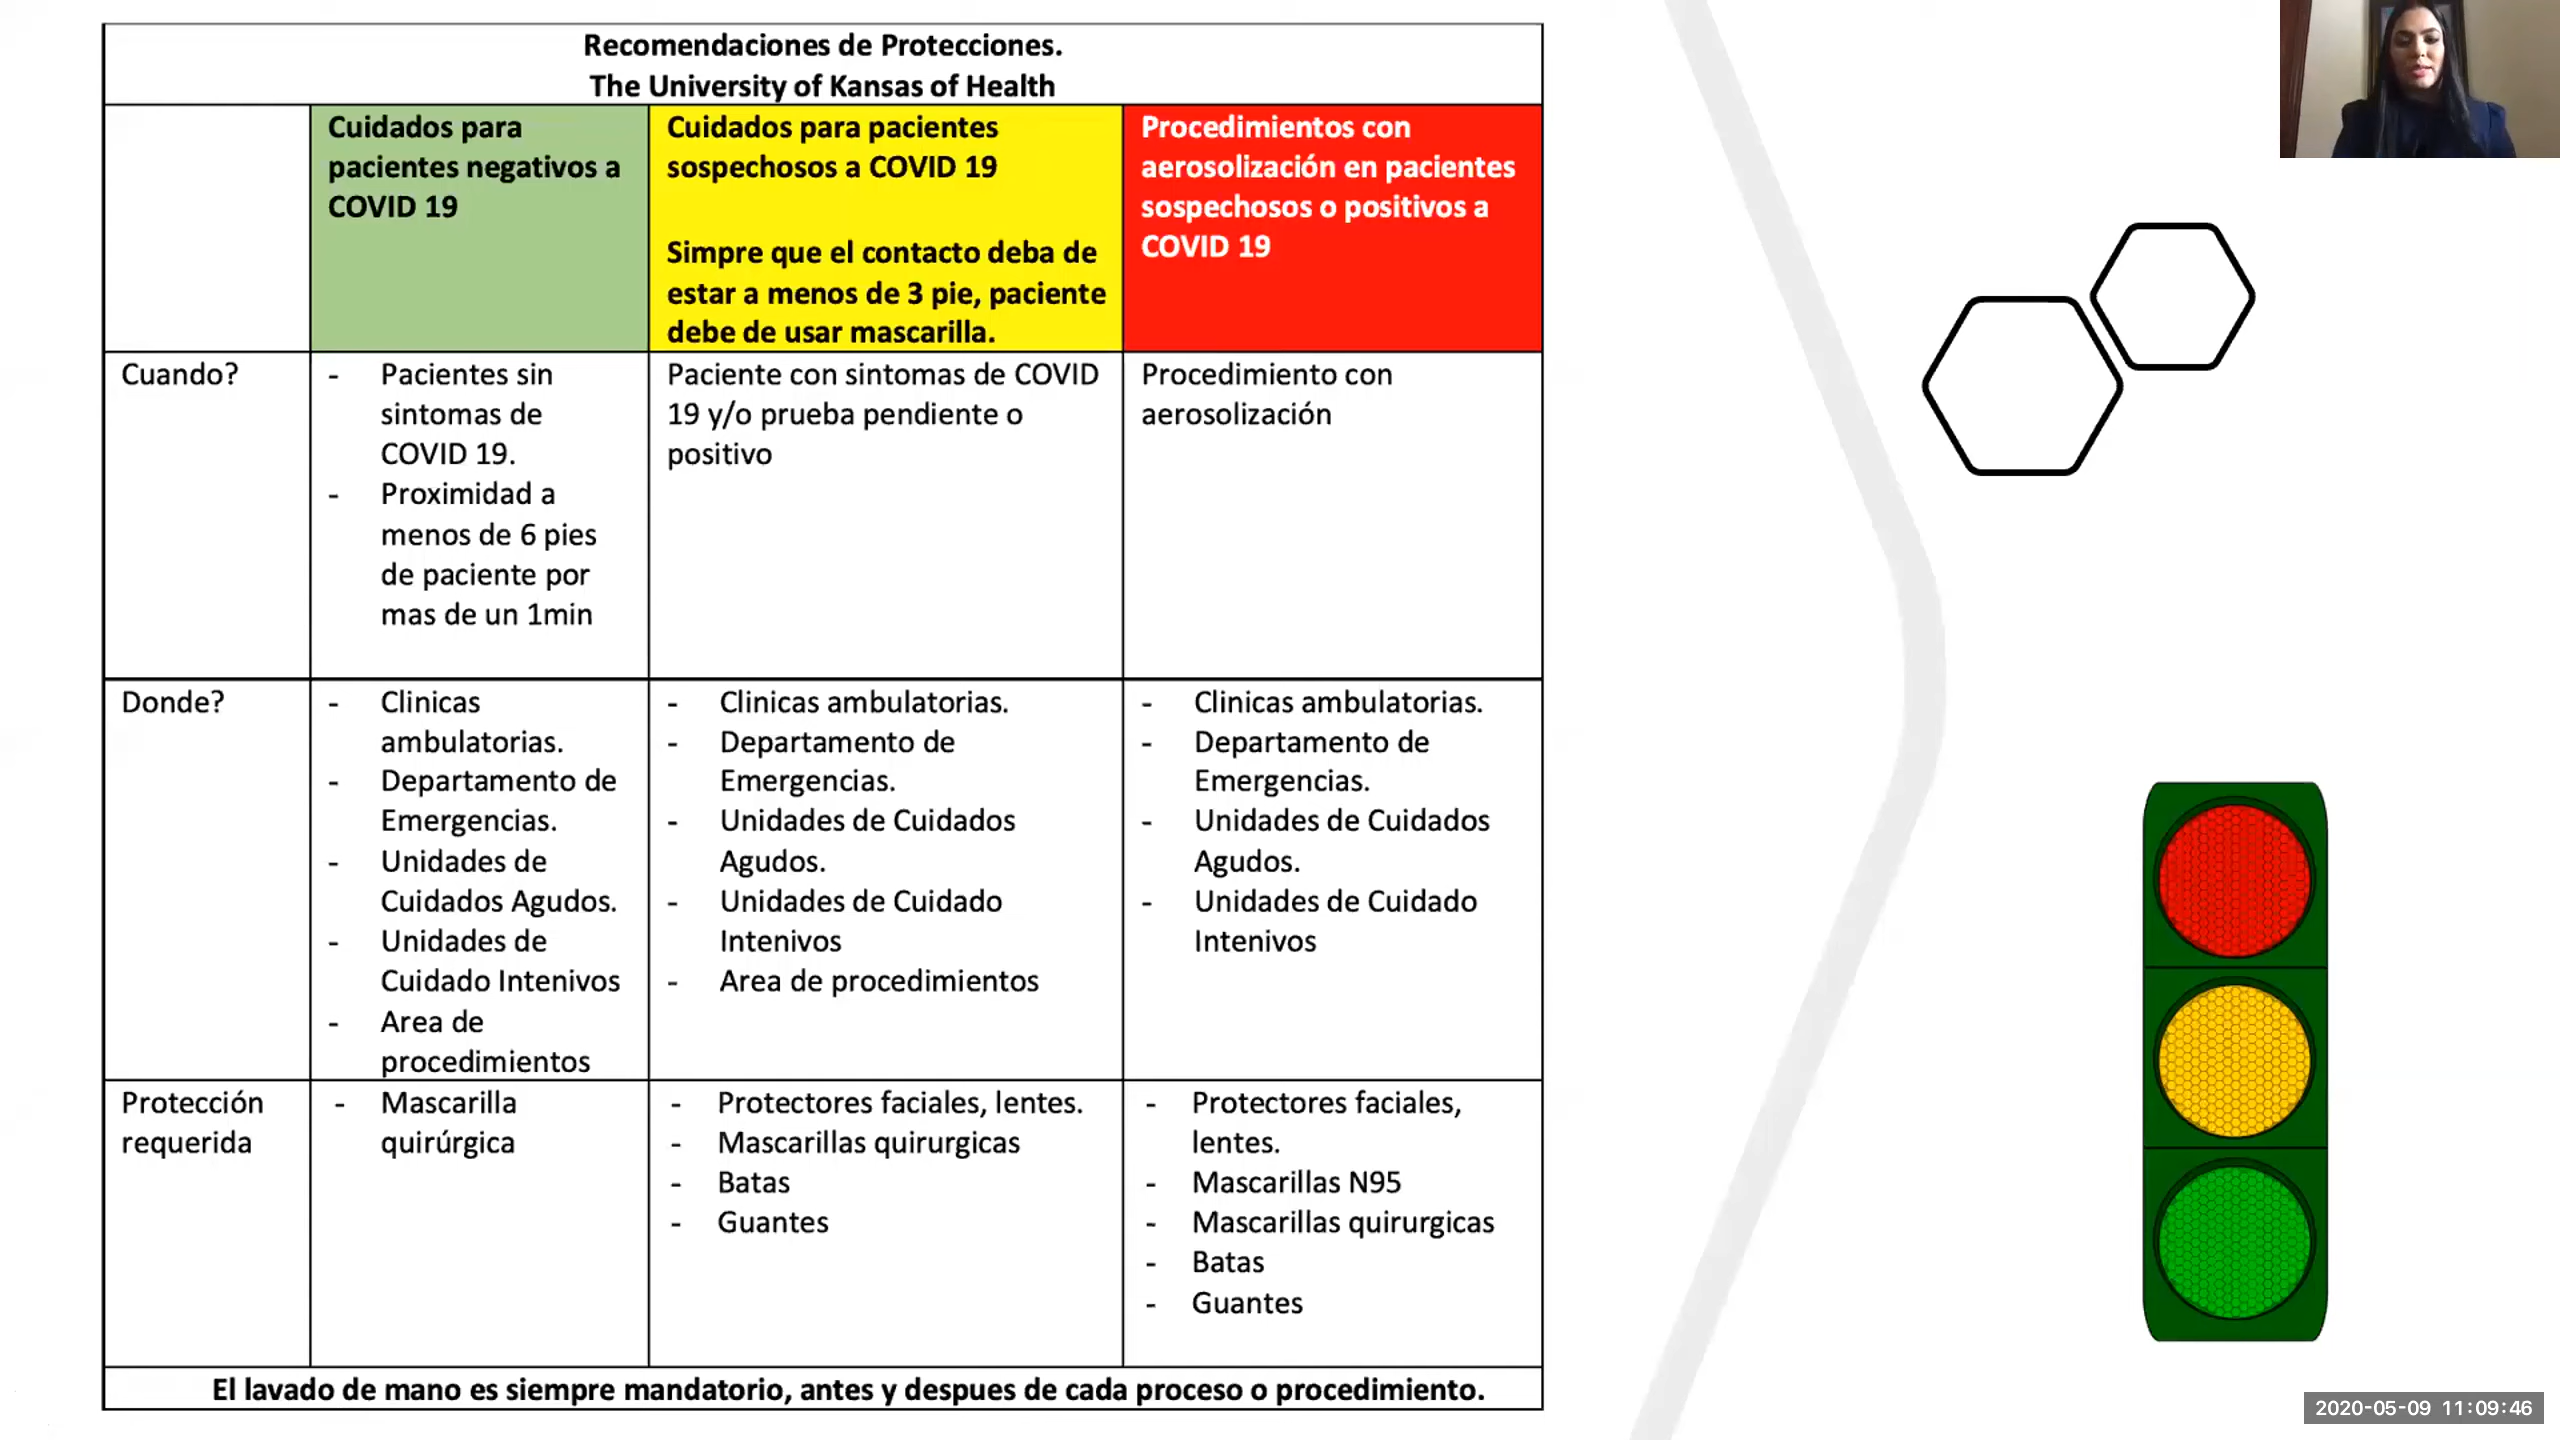 Recomendaciones de Protecciones.
The University of Kansas of Health
Cuidados para
pacientes negativos a
COVID 19
Cuidados para pacientes
sospechosos a COVID 19
Simpre que el contacto deba de
estar a menos de 3 pie, paciente
debe de usar mascarilla.
Procedimientos con
aerosolización en pacientes
sospechosos o positivos a
COVID 19
Cuando?
- Pacientes sin
sintomas de
COVID 19.
- Proximidad a
menos de 6 pies
de paciente por
mas de un 1min
Paciente con sintomas de COVID
19 y/o prueba pendiente o
positivo
Procedimiento con
aerosolización
Donde?
- Clinicas
ambulatorias.
- Departamento de
Emergencias.
- Unidades de
Cuidados Agudos.
- Unidades de
Cuidado Intenivos
- Area de
procedimientos
- Clinicas ambulatorias.
- Departamento de
Emergencias.
- Unidades de Cuidados
Agudos.
- Unidades de Cuidado
Intenivos
- Area de procedimientos
- Clinicas ambulatorias.
- Departamento de
Emergencias.
- Unidades de Cuidados
Agudos.
- Unidades de Cuidado
Intenivos
Protección
requerida
- Mascarilla
quirúrgica
- Protectores faciales, lentes.
- Mascarillas quirurgicas
- Batas
- Guantes
- Protectores faciales,
lentes.
- Mascarillas N95
- Mascarillas quirurgicas
- Batas
- Guantes
El lavado de mano es siempre mandatorio, antes y despues de cada proceso o procedimiento.
2020-05-09 11:09:46